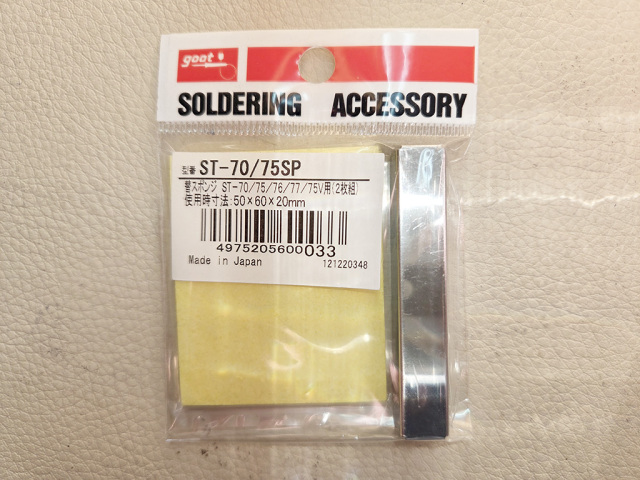 goot
SOLDERING ACCESSORY
型番 ST-70/75SP
替スポンジ ST-70/75/76/77/75V用(2枚組)
使用時寸法:50×60×20mm
4975205600033
Made in Japan 121220348